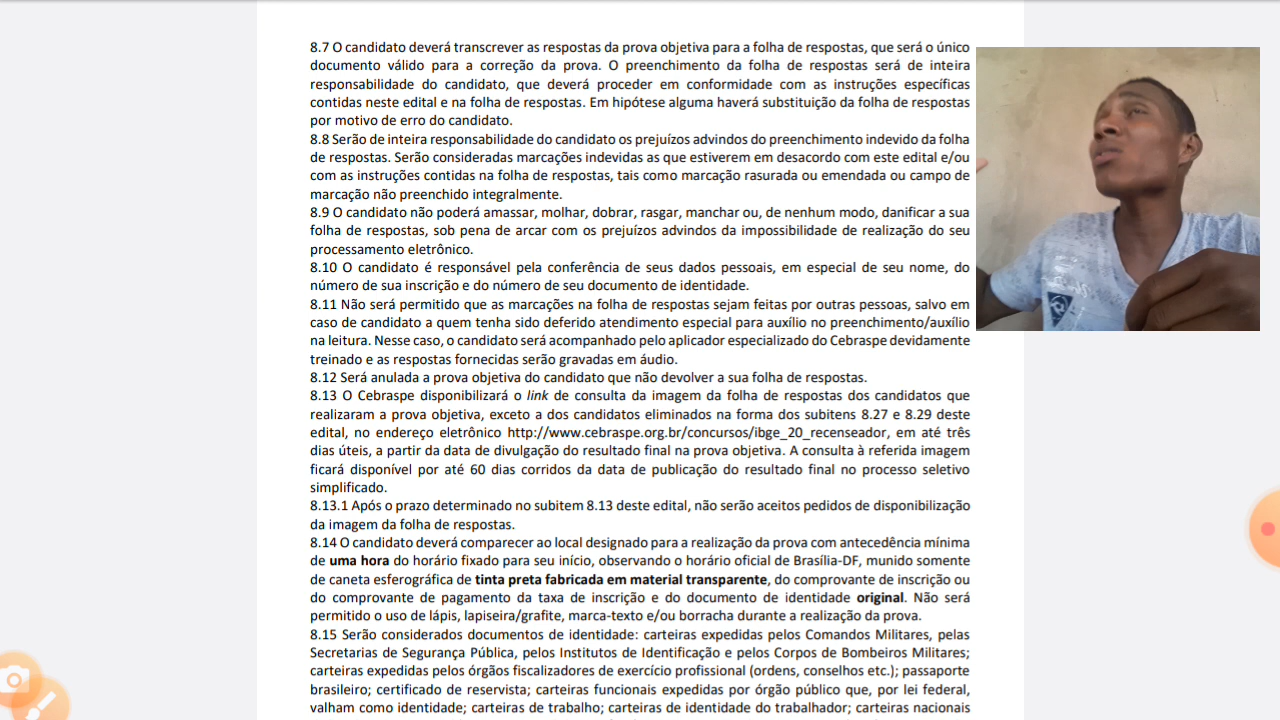 8.7 O candidato deverá transcrever as respostas da prova objetiva para a folha de respostas, que será o único
documento válido para a correção da prova. O preenchimento da folha de respostas será de inteira
responsabilidade do candidato, que deverá proceder em conformidade com as instruções específicas
contidas neste edital e na folha de respostas. Em hipótese alguma haverá substituição da folha de respostas
por motivo de erro do candidato.
8.8 Serão de inteira responsabilidade do candidato os prejuízos advindos do preenchimento indevido da folha
de respostas. Serão consideradas marcações indevidas as que estiverem em desacordo com este edital e/ou
com as instruções contidas na folha de respostas, tais como marcação rasurada ou emendada ou campo de
marcação não preenchido integralmente.
8.9 O candidato não poderá amassar, molhar, dobrar, rasgar, manchar ou, de nenhum modo, danificar a sua
folha de respostas, sob pena de arcar com os prejuízos advindos da impossibilidade de realização do seu
processamento eletrônico.
8.10 O candidato é responsável pela conferência de seus dados pessoais, em especial de seu nome, do
número de sua inscrição e do número de seu documento de identidade.
8.11 Não será permitido que as marcações na folha de respostas sejam feitas por outras pessoas, salvo em
caso de candidato a quem tenha sido deferido atendimento especial para auxílio no preenchimento/auxílio
na leitura. Nesse caso, o candidato será acompanhado pelo aplicador especializado do Cebraspe devidamente
treinado e as respostas fornecidas serão gravadas em áudio.
8.12 Será anulada a prova objetiva do candidato que não devolver a sua folha de respostas.
8.13 O Cebraspe disponibilizará o link de consulta da imagem da folha de respostas dos candidatos que
realizaram a prova objetiva, exceto a dos candidatos eliminados na forma dos subitens 8.27 e 8.29 deste
edital, no endereço eletrônico http://www.cebraspe.org.br/concursos/ibge_20_recenseador, em até três
dias úteis, a partir da data de divulgação do resultado final na prova objetiva. A consulta à referida imagem
ficará disponível por até 60 dias corridos da data de publicação do resultado final no processo seletivo
simplificado.
8.13.1 Após o prazo determinado no subitem 8.13 deste edital, não serão aceitos pedidos de disponibilização
da imagem da folha de respostas.
8.14 O candidato deverá comparecer ao local designado para a realização da prova com antecedência mínima
de uma hora do horário fixado para seu início, observando o horário oficial de Brasília-DF, munido somente
de caneta esferográfica de tinta preta fabricada em material transparente, do comprovante de inscrição ou
do comprovante de pagamento da taxa de inscrição e do documento de identidade original. Não será
permitido o uso de lápis, lapiseira/grafite, marca-texto e/ou borracha durante a realização da prova.
8.15 Serão considerados documentos de identidade: carteiras expedidas pelos Comandos Militares, pelas
Secretarias de Segurança Pública, pelos Institutos de Identificação e pelos Corpos de Bombeiros Militares;
carteiras expedidas pelos órgãos fiscalizadores de exercício profissional (ordens, conselhos etc.); passaporte
brasileiro; certificado de reservista; carteiras funcionais expedidas por órgão público que, por lei federal,
valham como identidade; carteiras de trabalho; carteiras de identidade do trabalhador; carteiras nacionais